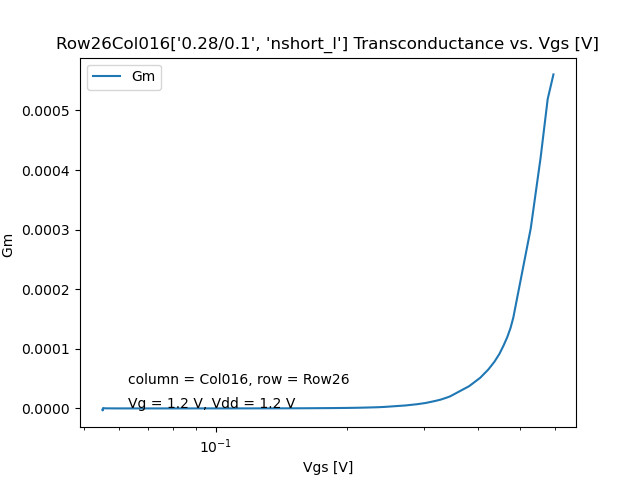 Row26Col016['0.28/0.1', 'nshort_l'] Transconductance vs. Vgs [V]
Gm
0.0005
0.0004
0.0003
0.0002
0.0001
0.0000
Gm
column = Col016, row = Row26
Vg = 1.2 V, Vdd = 1.2 V
10⁻¹
Vgs [V]